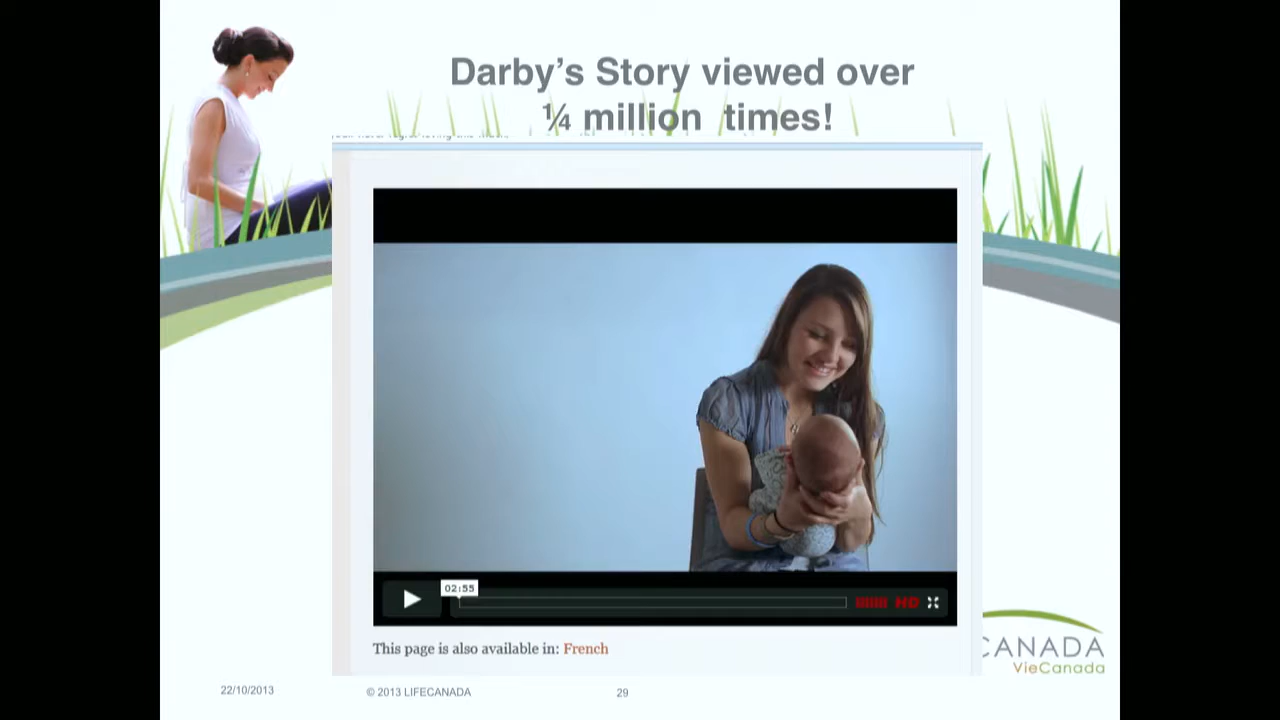 Darby's Story viewed over
¼ million times!
02:55
HD
This page is also available in: French
CANADA
VieCanada
22/10/2013
© 2013 LIFECANADA
29